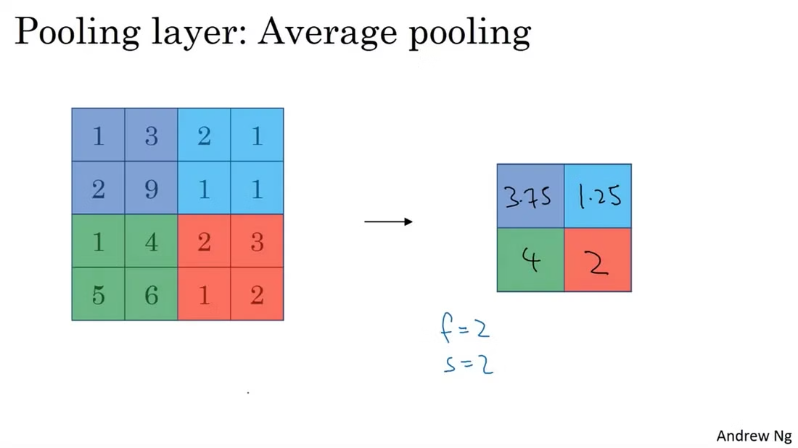 Pooling layer: Average pooling
1 3 2 1
2 9 1 1
1 4 2 3
5 6 1 2
3.75 1.25
4 2
f=2
s=2
Andrew Ng